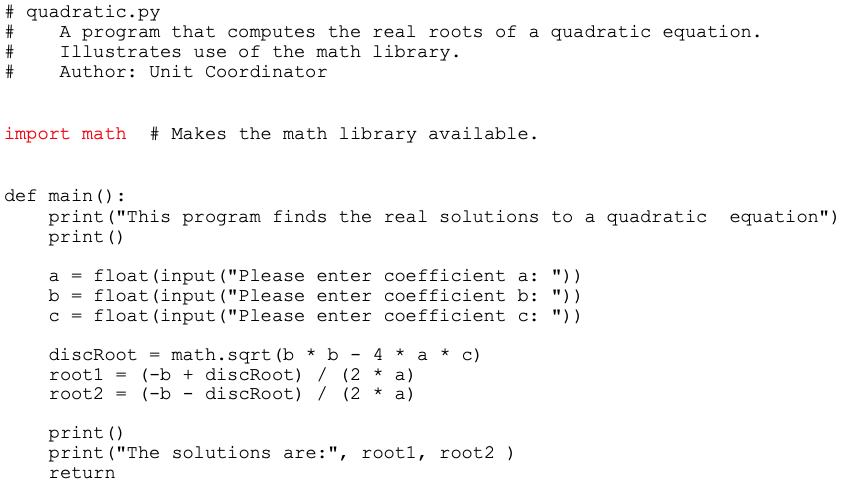 # quadratic.py
#    A program that computes the real roots of a quadratic equation.
#    Illustrates use of the math library.
#    Author: Unit Coordinator
import math  # Makes the math library available.
def main():
    print("This program finds the real solutions to a quadratic  equation")
    print()
    a = float(input("Please enter coefficient a: "))
    b = float(input("Please enter coefficient b: "))
    c = float(input("Please enter coefficient c: "))
    discRoot = math.sqrt(b * b - 4 * a * c)
    root1 = (-b + discRoot) / (2 * a)
    root2 = (-b - discRoot) / (2 * a)
    print()
    print("The solutions are:", root1, root2 )
    return